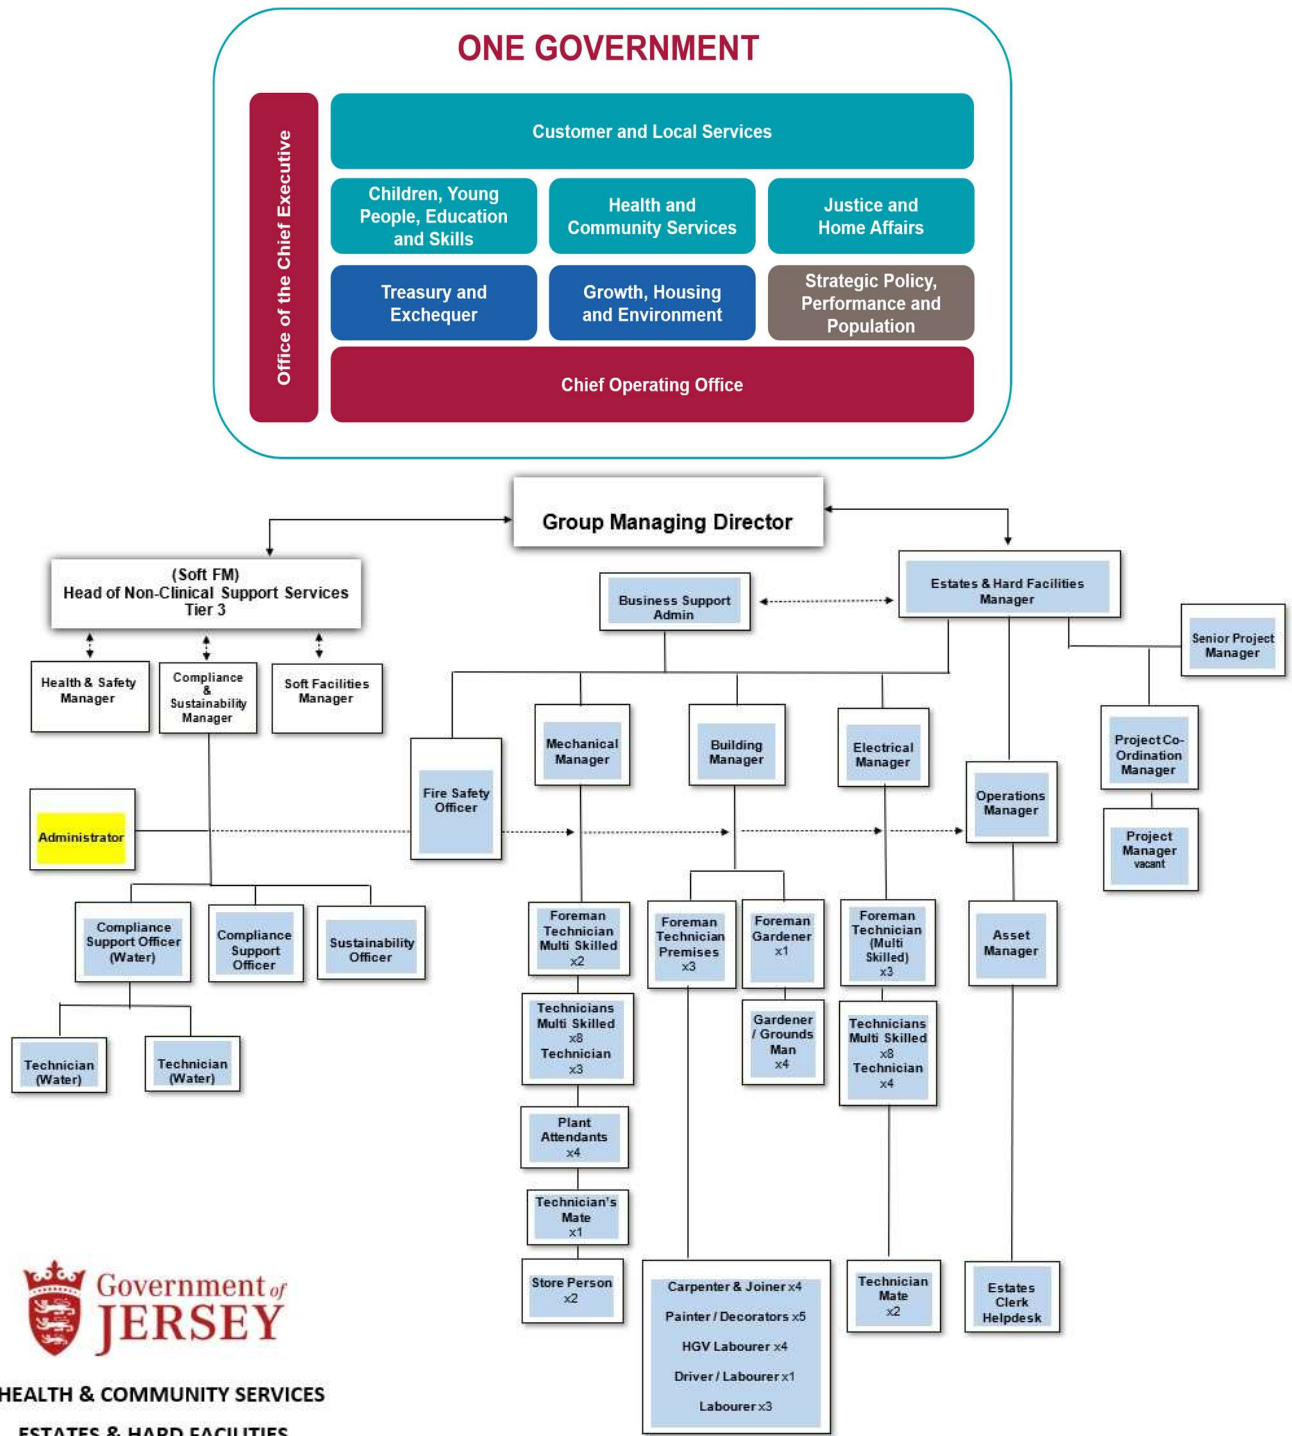 ONE GOVERNMENT
Office of the Chief Executive
Customer and Local Services
Children, Young
People, Education
and Skills
Health and
Community Services
Justice and
Home Affairs
Treasury and
Exchequer
Growth, Housing
and Environment
Strategic Policy,
Performance and
Population
Chief Operating Office
Group Managing Director
(Soft FM)
Head of Non-Clinical Support Services
Tier 3
Business Support
Admin
Estates & Hard Facilities
Manager
Senior Project
Manager
Health & Safety
Manager
Compliance
&
Sustainability
Manager
Soft Facilities
Manager
Mechanical
Manager
Building
Manager
Electrical
Manager
Project Co-
Ordination
Manager
Fire Safety
Officer
Operations
Manager
Administrator
Project
Manager
vacant
Compliance
Support Officer
(Water)
Compliance
Support
Officer
Sustainability
Officer
Foreman
Technician
Multi Skilled
x2
Foreman
Technician
Premises
x3
Foreman
Gardener
x1
Foreman
Technician
(Multi
Skilled)
x3
Asset
Manager
Technician
(Water)
Technician
(Water)
Technicians
Multi Skilled
x8
Technician
x3
Gardener
/ Grounds
Man
x4
Technicians
Multi Skilled
x8
Technician
x4
Plant
Attendants
x4
Technician's
Mate
x1
Store Person
x2
Carpenter & Joiner x4
Painter / Decorators x5
HGV Labourer x4
Driver / Labourer x1
Labourer x3
Technician
Mate
x2
Estates
Clerk
Helpdesk
Government of
JERSEY
HEALTH & COMMUNITY SERVICES
ESTATES & HARD FACILITIES